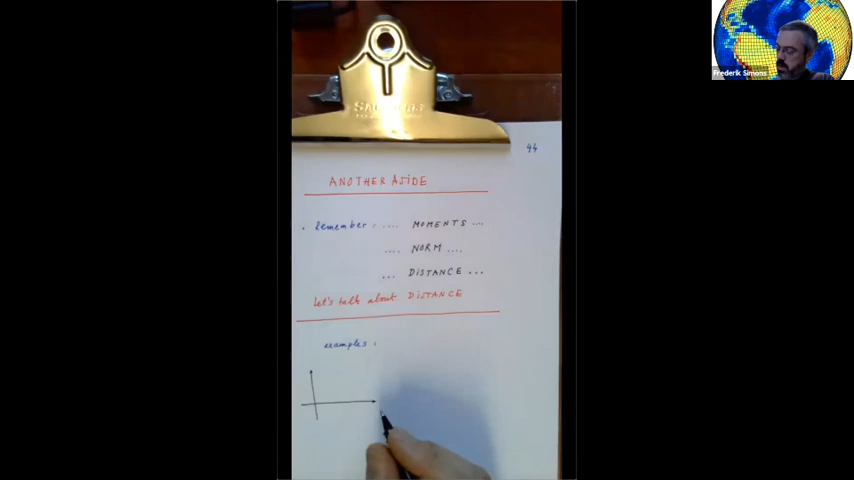 Frederik Simons
44
ANOTHER ASIDE
. Remember : .... MOMENTS ...
.... NORM ....
... DISTANCE ...
Let's talk about DISTANCE
examples :